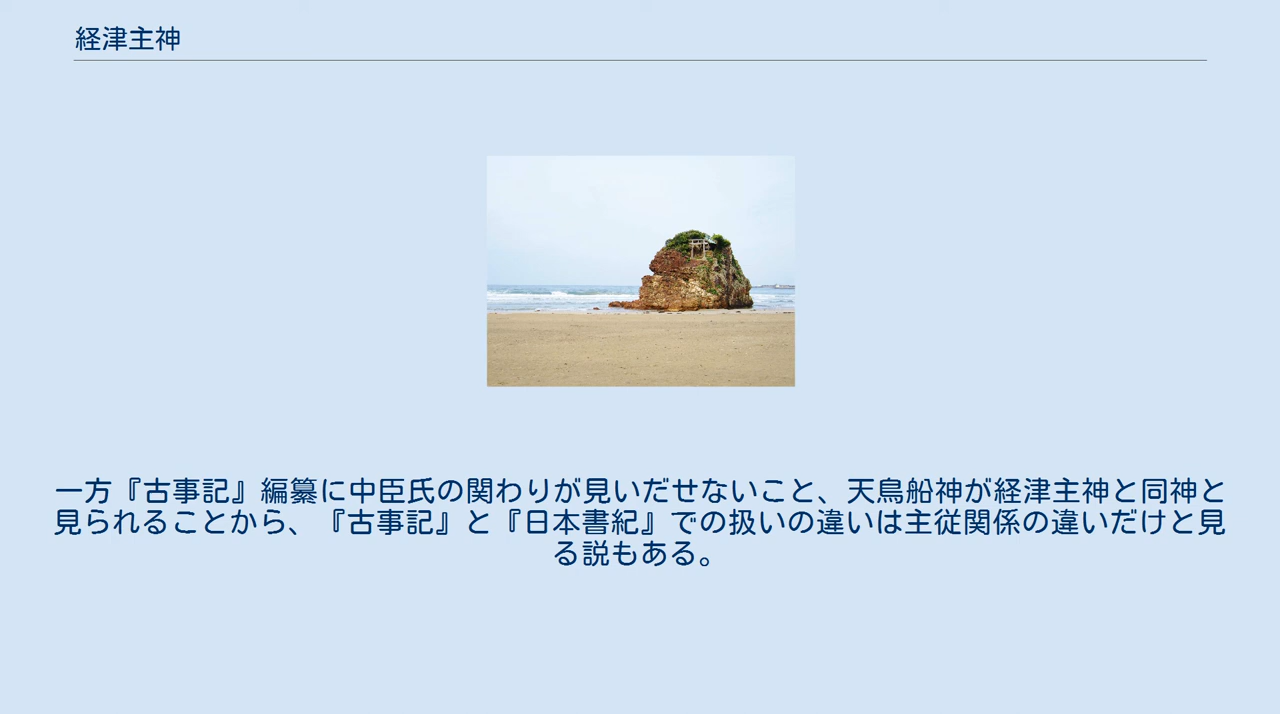 経津主神
一方『古事記』編纂に中臣氏の関わりが見いだせないこと、天鳥船神が経津主神と同神と
見られることから、『古事記』と『日本書紀』での扱いの違いは主従関係の違いだけと見
る説もある。